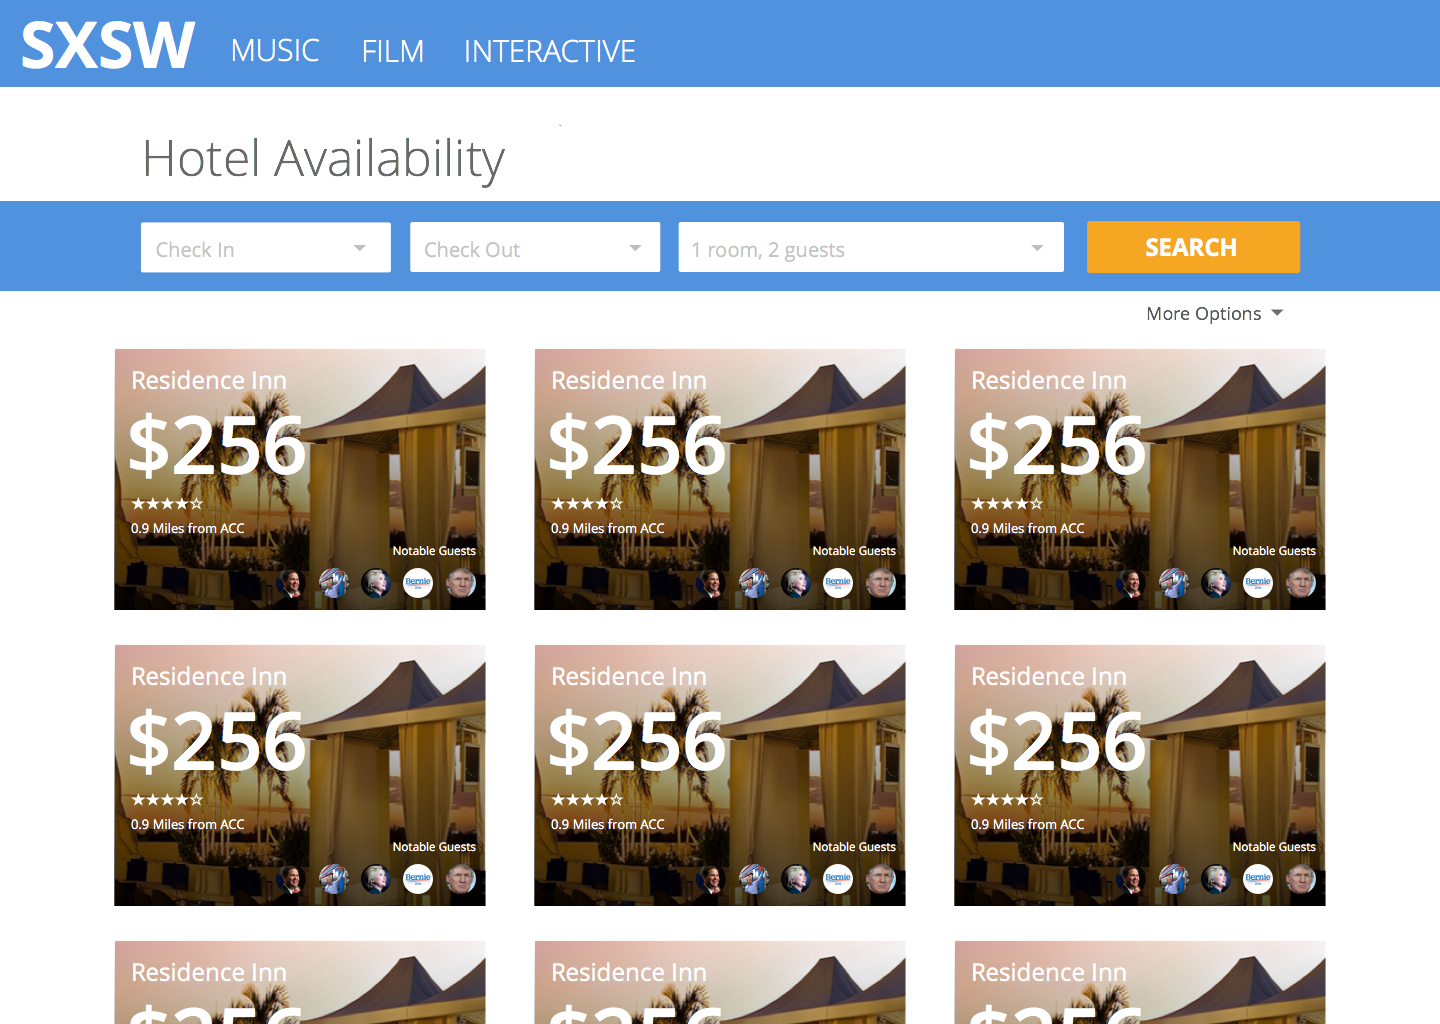 SXSW MUSIC FILM INTERACTIVE
Hotel Availability
Check In Check Out 1 room, 2 guests SEARCH
More Options
Residence Inn Residence Inn Residence Inn
$256 $256 $256
★★★★☆ ★★★★☆ ★★★★☆
0.9 Miles from ACC 0.9 Miles from ACC 0.9 Miles from ACC
Notable Guests Notable Guests Notable Guests
Bernie Bernie Bernie
Residence Inn Residence Inn Residence Inn
$256 $256 $256
★★★★☆ ★★★★☆ ★★★★☆
0.9 Miles from ACC 0.9 Miles from ACC 0.9 Miles from ACC
Notable Guests Notable Guests Notable Guests
Bernie Bernie Bernie
Residence Inn Residence Inn Residence Inn
$256 $256 $256